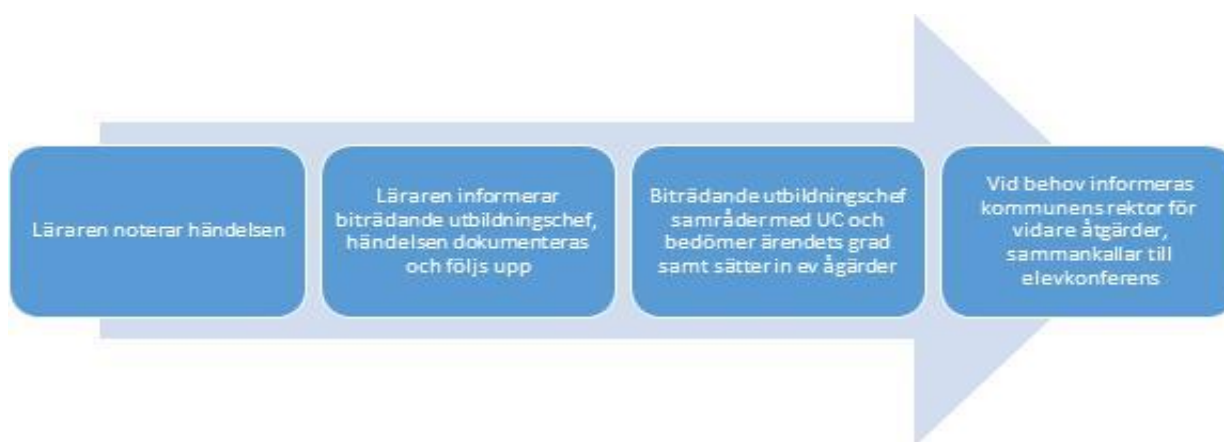 Läraren noterar händelsen
Läraren informerar
biträdande utbildningschef,
händelsen dokumenteras
och följs upp
Biträdande utbildningschef
samråder med UC och
bedömer ärendets grad
samt sätter in ev ågärder
Vid behov informeras
kommunens rektor för
vidare åtgärder,
sammankallar till
elevkonferens